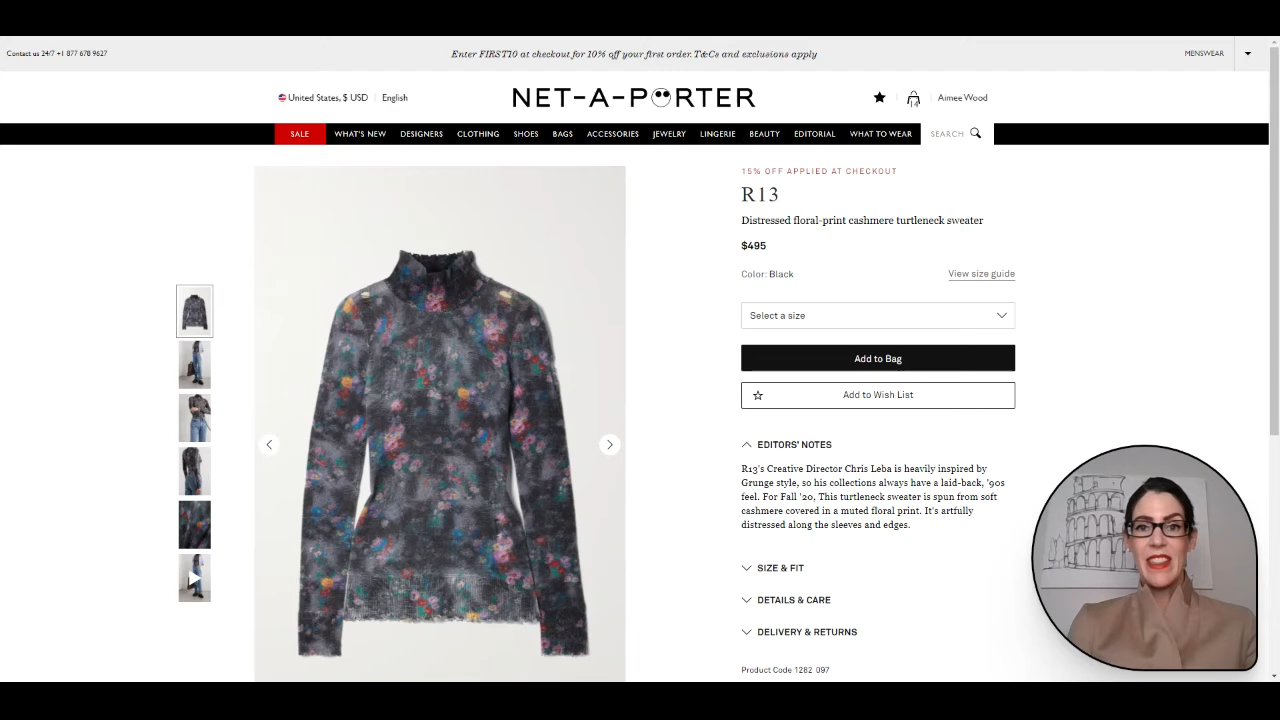 Contact us 24/7 +1 877 678 9627
Enter FIRST10 at checkout for 10% off your first order. T&Cs and exclusions apply
MENSWEAR
United States, $ USD
English
NET-A-PORTER
14
Aimee Wood
SALE
WHAT'S NEW
DESIGNERS
CLOTHING
SHOES
BAGS
ACCESSORIES
JEWELRY
LINGERIE
BEAUTY
EDITORIAL
WHAT TO WEAR
SEARCH
15% OFF APPLIED AT CHECKOUT
R13
Distressed floral-print cashmere turtleneck sweater
$495
Color: Black
View size guide
Select a size
Add to Bag
Add to Wish List
EDITORS' NOTES
R13's Creative Director Chris Leba is heavily inspired by
Grunge style, so his collections always have a laid-back, '90s
feel. For Fall '20, This turtleneck sweater is spun from soft
cashmere covered in a muted floral print. It's artfully
distressed along the sleeves and edges.
SIZE & FIT
DETAILS & CARE
DELIVERY & RETURNS
Product Code 1282 097